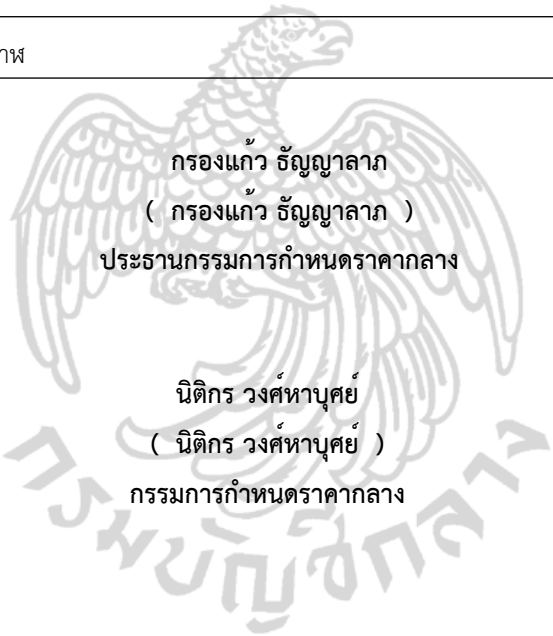 กรองแก้ว ธัญญาลาภ
( กรองแก้ว ธัญญาลาภ )
ประธานกรรมการกำหนดราคากลาง
นิติกร วงศ์หาบุศย์
( นิติกร วงศ์หาบุศย์ )
กรรมการกำหนดราคากลาง
กรมบัญชีกลาง